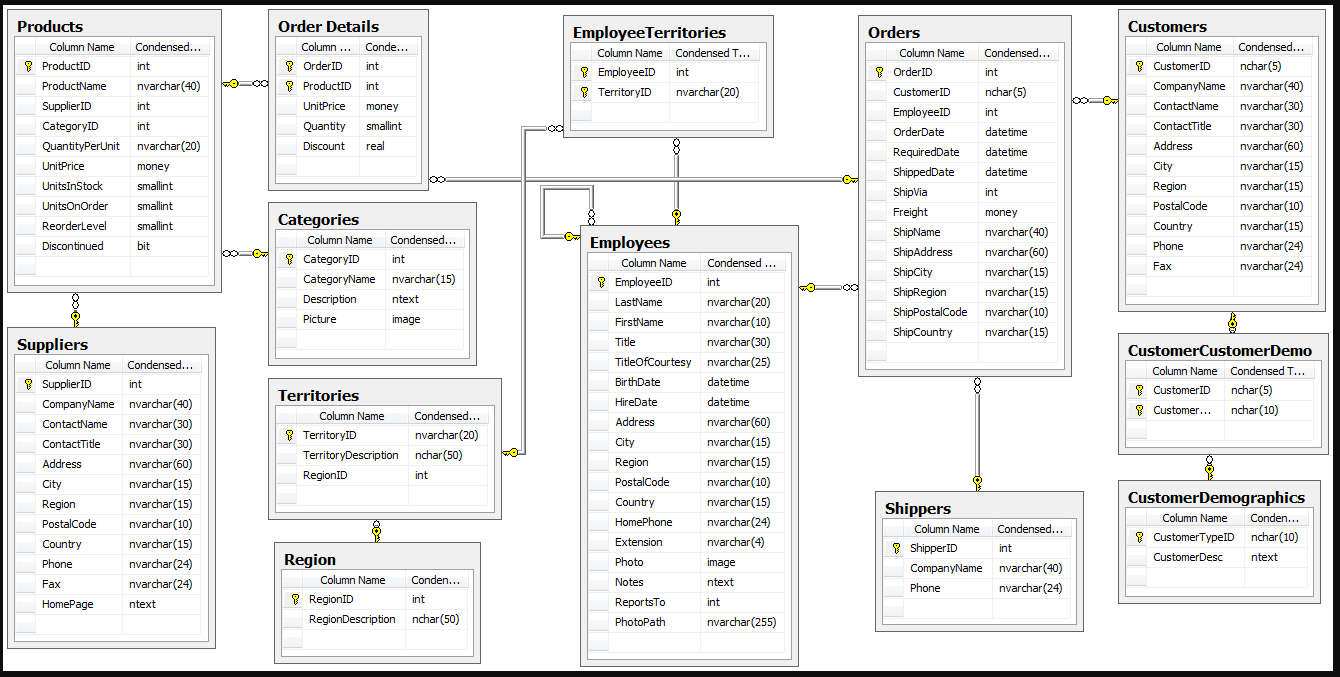 Products
Column Name Condensed...
ProductID int
ProductName nvarchar(40)
SupplierID int
CategoryID int
QuantityPerUnit nvarchar(20)
UnitPrice money
UnitsInStock smallint
UnitsOnOrder smallint
ReorderLevel smallint
Discontinued bit
Suppliers
Column Name Condensed...
SupplierID int
CompanyName nvarchar(40)
ContactName nvarchar(30)
ContactTitle nvarchar(30)
Address nvarchar(60)
City nvarchar(15)
Region nvarchar(15)
PostalCode nvarchar(10)
Country nvarchar(15)
Phone nvarchar(24)
Fax nvarchar(24)
HomePage ntext
Order Details
Column ... Conde...
OrderID int
ProductID int
UnitPrice money
Quantity smallint
Discount real
Categories
Column Name Condensed...
CategoryID int
CategoryName nvarchar(15)
Description ntext
Picture image
Territories
Column Name Condensed...
TerritoryID nvarchar(20)
TerritoryDescription nchar(50)
RegionID int
Region
Column Name Conden...
RegionID int
RegionDescription nchar(50)
EmployeeTerritories
Column Name Condensed T...
EmployeeID int
TerritoryID nvarchar(20)
Employees
Column Name Condensed ...
EmployeeID int
LastName nvarchar(20)
FirstName nvarchar(10)
Title nvarchar(30)
TitleOfCourtesy nvarchar(25)
BirthDate datetime
HireDate datetime
Address nvarchar(60)
City nvarchar(15)
Region nvarchar(15)
PostalCode nvarchar(10)
Country nvarchar(15)
HomePhone nvarchar(24)
Extension nvarchar(4)
Photo image
Notes ntext
ReportsTo int
PhotoPath nvarchar(255)
Orders
Column Name Condensed...
OrderID int
CustomerID nchar(5)
EmployeeID int
OrderDate datetime
RequiredDate datetime
ShippedDate datetime
ShipVia int
Freight money
ShipName nvarchar(40)
ShipAddress nvarchar(60)
ShipCity nvarchar(15)
ShipRegion nvarchar(15)
ShipPostalCode nvarchar(10)
ShipCountry nvarchar(15)
Shippers
Column Name Condensed...
ShipperID int
CompanyName nvarchar(40)
Phone nvarchar(24)
Customers
Column Name Condensed...
CustomerID nchar(5)
CompanyName nvarchar(40)
ContactName nvarchar(30)
ContactTitle nvarchar(30)
Address nvarchar(60)
City nvarchar(15)
Region nvarchar(15)
PostalCode nvarchar(10)
Country nvarchar(15)
Phone nvarchar(24)
Fax nvarchar(24)
CustomerCustomerDemo
Column Name Condensed T...
CustomerID nchar(5)
Customer... nchar(10)
CustomerDemographics
Column Name Conden...
CustomerTypeID nchar(10)
CustomerDesc ntext